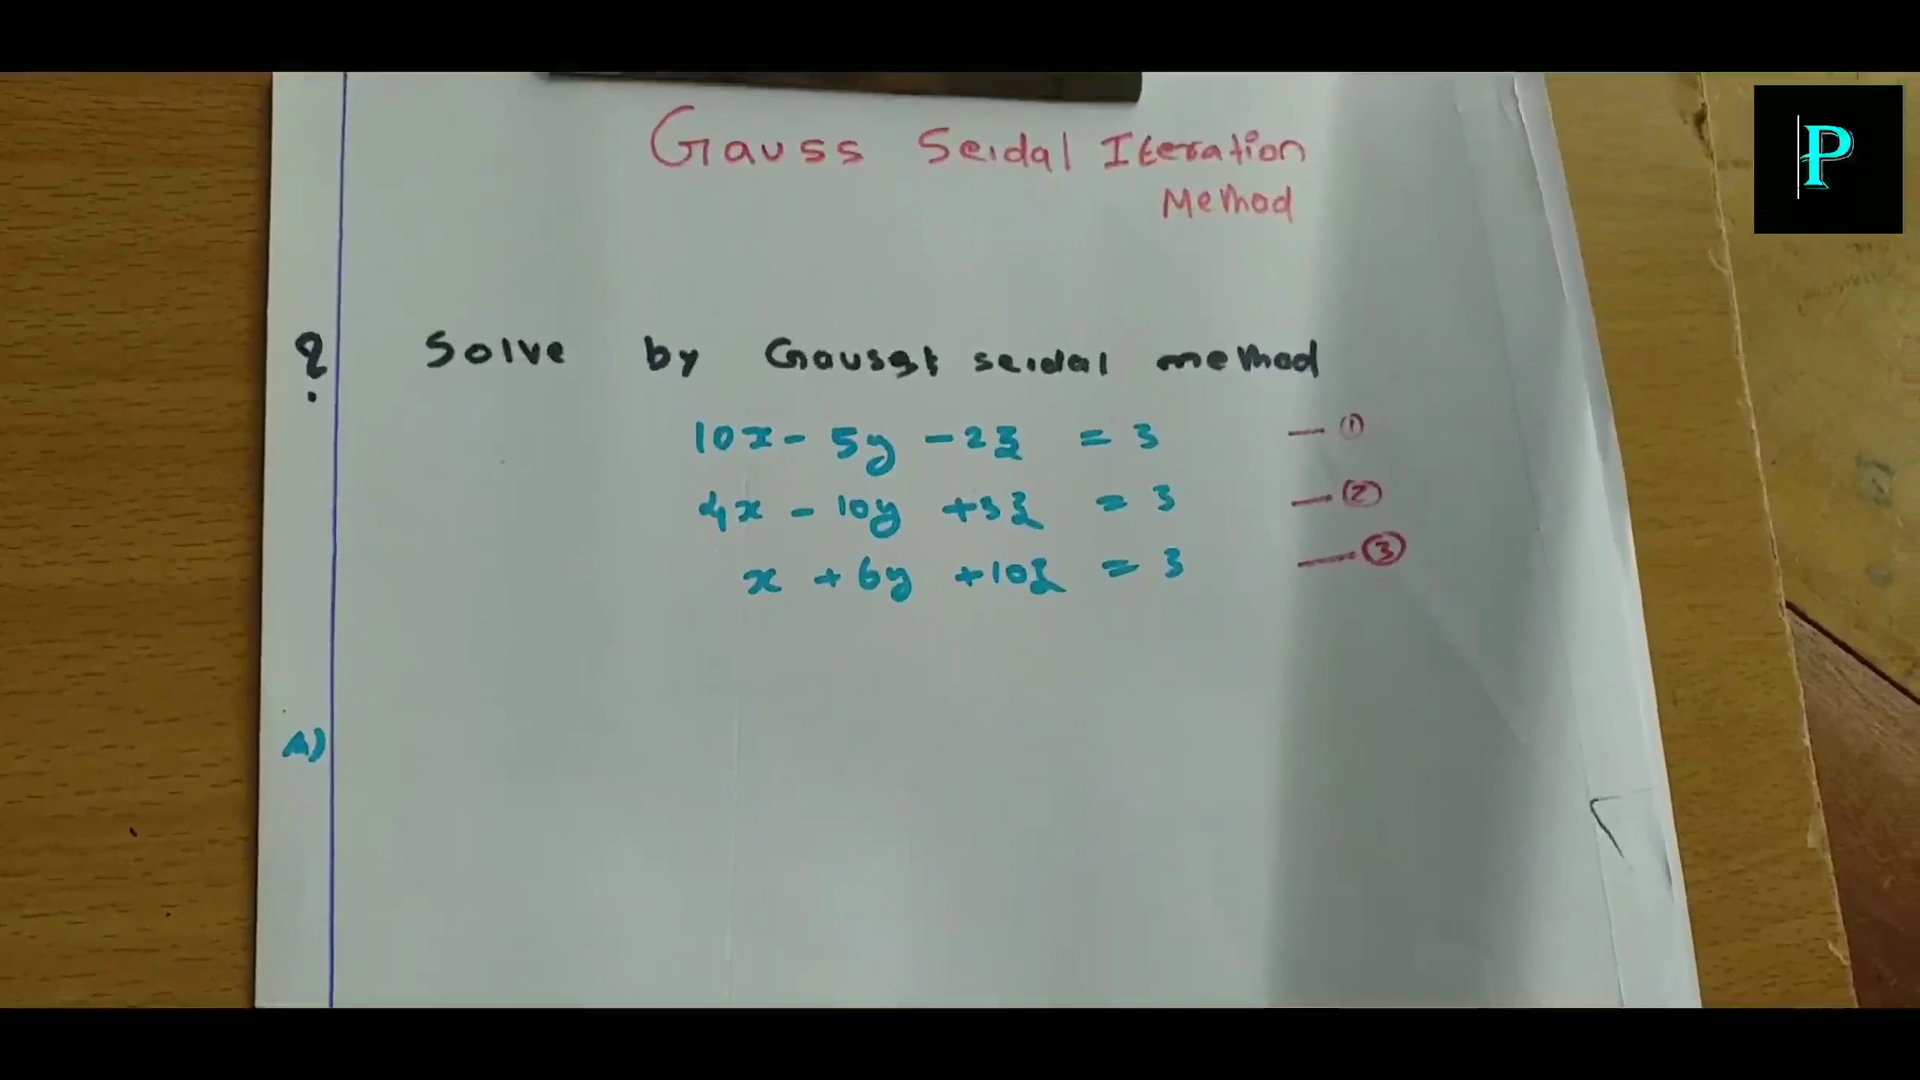 P
Gauss Seidal Iteration
Method
? Solve by Gauss seidal method
10x - 5y - 2z = 3 — ①
4x - 10y + 3z = 3 — ②
x + 6y + 10z = 3 — ③
A)